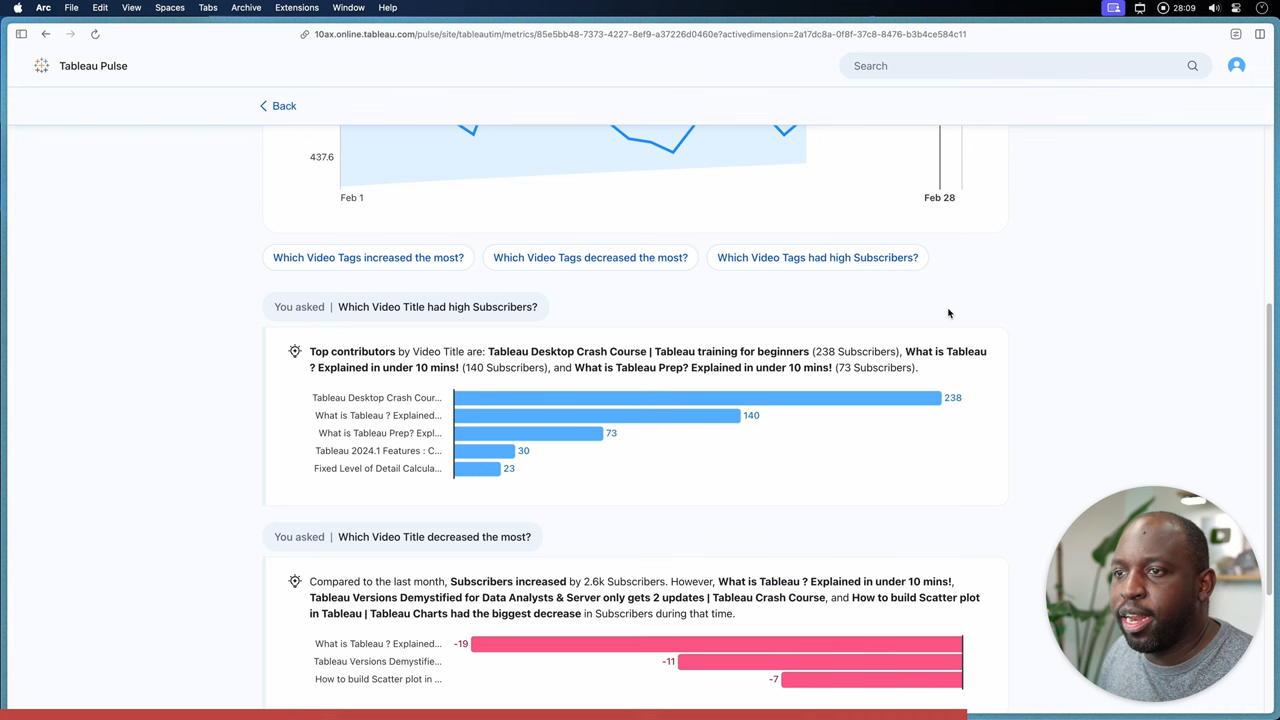 Arc File Edit View Spaces Tabs Archive Extensions Window Help 28:09
10ax.online.tableau.com/pulse/site/tableautim/metrics/85e5bb48-7373-4227-8ef9-a37226d0460e?activedimension=2a17dc8a-0f8f-37c8-8476-b3b4ce584c11
Tableau Pulse Search
Back
437.6
Feb 1 Feb 28
Which Video Tags increased the most? Which Video Tags decreased the most? Which Video Tags had high Subscribers?
You asked | Which Video Title had high Subscribers?
Top contributors by Video Title are: Tableau Desktop Crash Course | Tableau training for beginners (238 Subscribers), What is Tableau
? Explained in under 10 mins! (140 Subscribers), and What is Tableau Prep? Explained in under 10 mins! (73 Subscribers).
Tableau Desktop Crash Cour... 238
What is Tableau ? Explained... 140
What is Tableau Prep? Expl... 73
Tableau 2024.1 Features : C... 30
Fixed Level of Detail Calcula... 23
You asked | Which Video Title decreased the most?
Compared to the last month, Subscribers increased by 2.6k Subscribers. However, What is Tableau ? Explained in under 10 mins!,
Tableau Versions Demystified for Data Analysts & Server only gets 2 updates | Tableau Crash Course, and How to build Scatter plot
in Tableau | Tableau Charts had the biggest decrease in Subscribers during that time.
What is Tableau ? Explained... -19
Tableau Versions Demystifie... -11
How to build Scatter plot in ... -7